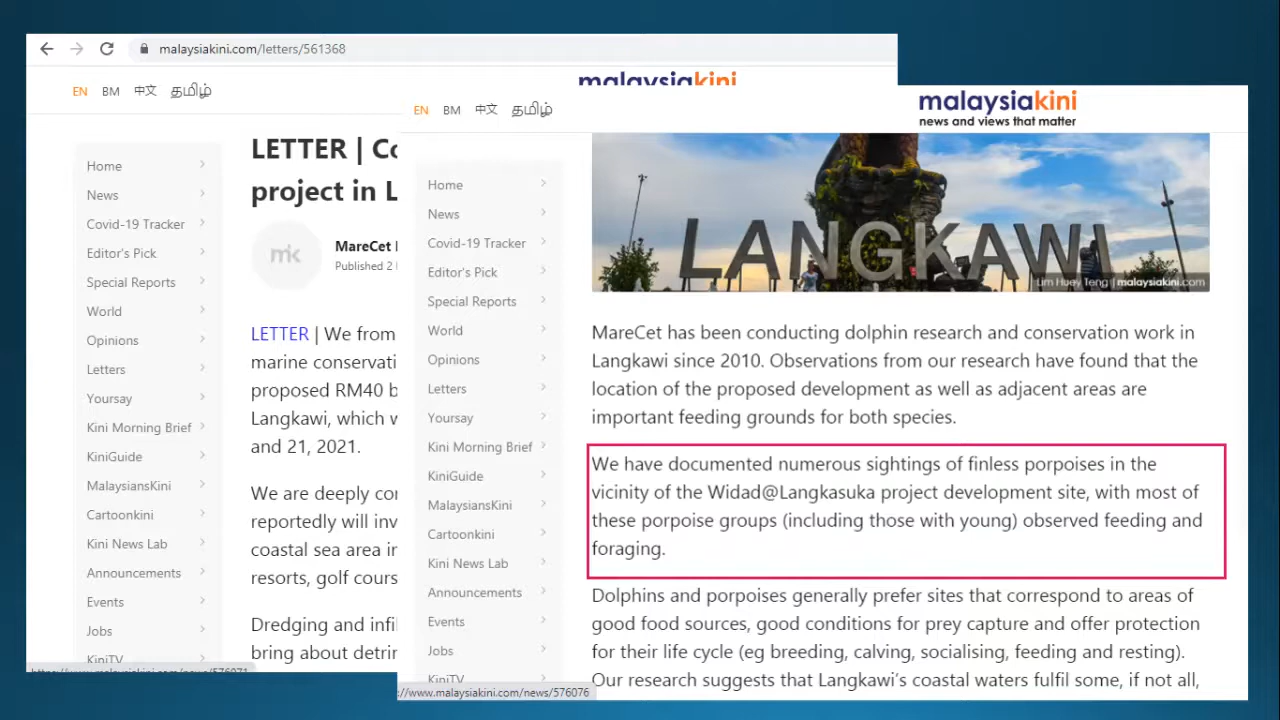 malaysiakini.com/letters/561368
EN BM 中文 தமிழ்
malaysiakini
Home
News
Covid-19 Tracker
Editor's Pick
Special Reports
World
Opinions
Letters
Yoursay
Kini Morning Brief
KiniGuide
MalaysiansKini
Cartoonkini
Kini News Lab
Announcements
Events
Jobs
KiniTV
LETTER | Co
project in L
MareCet
Published 2
LETTER | We from
marine conservati
proposed RM40 b
Langkawi, which w
and 21, 2021.
We are deeply cor
reportedly will inv
coastal sea area ir
resorts, golf cours
Dredging and infi
bring about detrir
https://www.malaysiakini.com/news/576071
EN BM 中文 தமிழ்
malaysiakini
news and views that matter
Home
News
Covid-19 Tracker
Editor's Pick
Special Reports
World
Opinions
Letters
Yoursay
Kini Morning Brief
KiniGuide
MalaysiansKini
Cartoonkini
Kini News Lab
Announcements
Events
Jobs
KiniTV
://www.malaysiakini.com/news/576076
LANGKAWI
Lim Huey Teng | malaysiakini.com
MareCet has been conducting dolphin research and conservation work in
Langkawi since 2010. Observations from our research have found that the
location of the proposed development as well as adjacent areas are
important feeding grounds for both species.
We have documented numerous sightings of finless porpoises in the
vicinity of the Widad@Langkasuka project development site, with most of
these porpoise groups (including those with young) observed feeding and
foraging.
Dolphins and porpoises generally prefer sites that correspond to areas of
good food sources, good conditions for prey capture and offer protection
for their life cycle (eg breeding, calving, socialising, feeding and resting).
Our research suggests that Langkawi's coastal waters fulfil some, if not all,